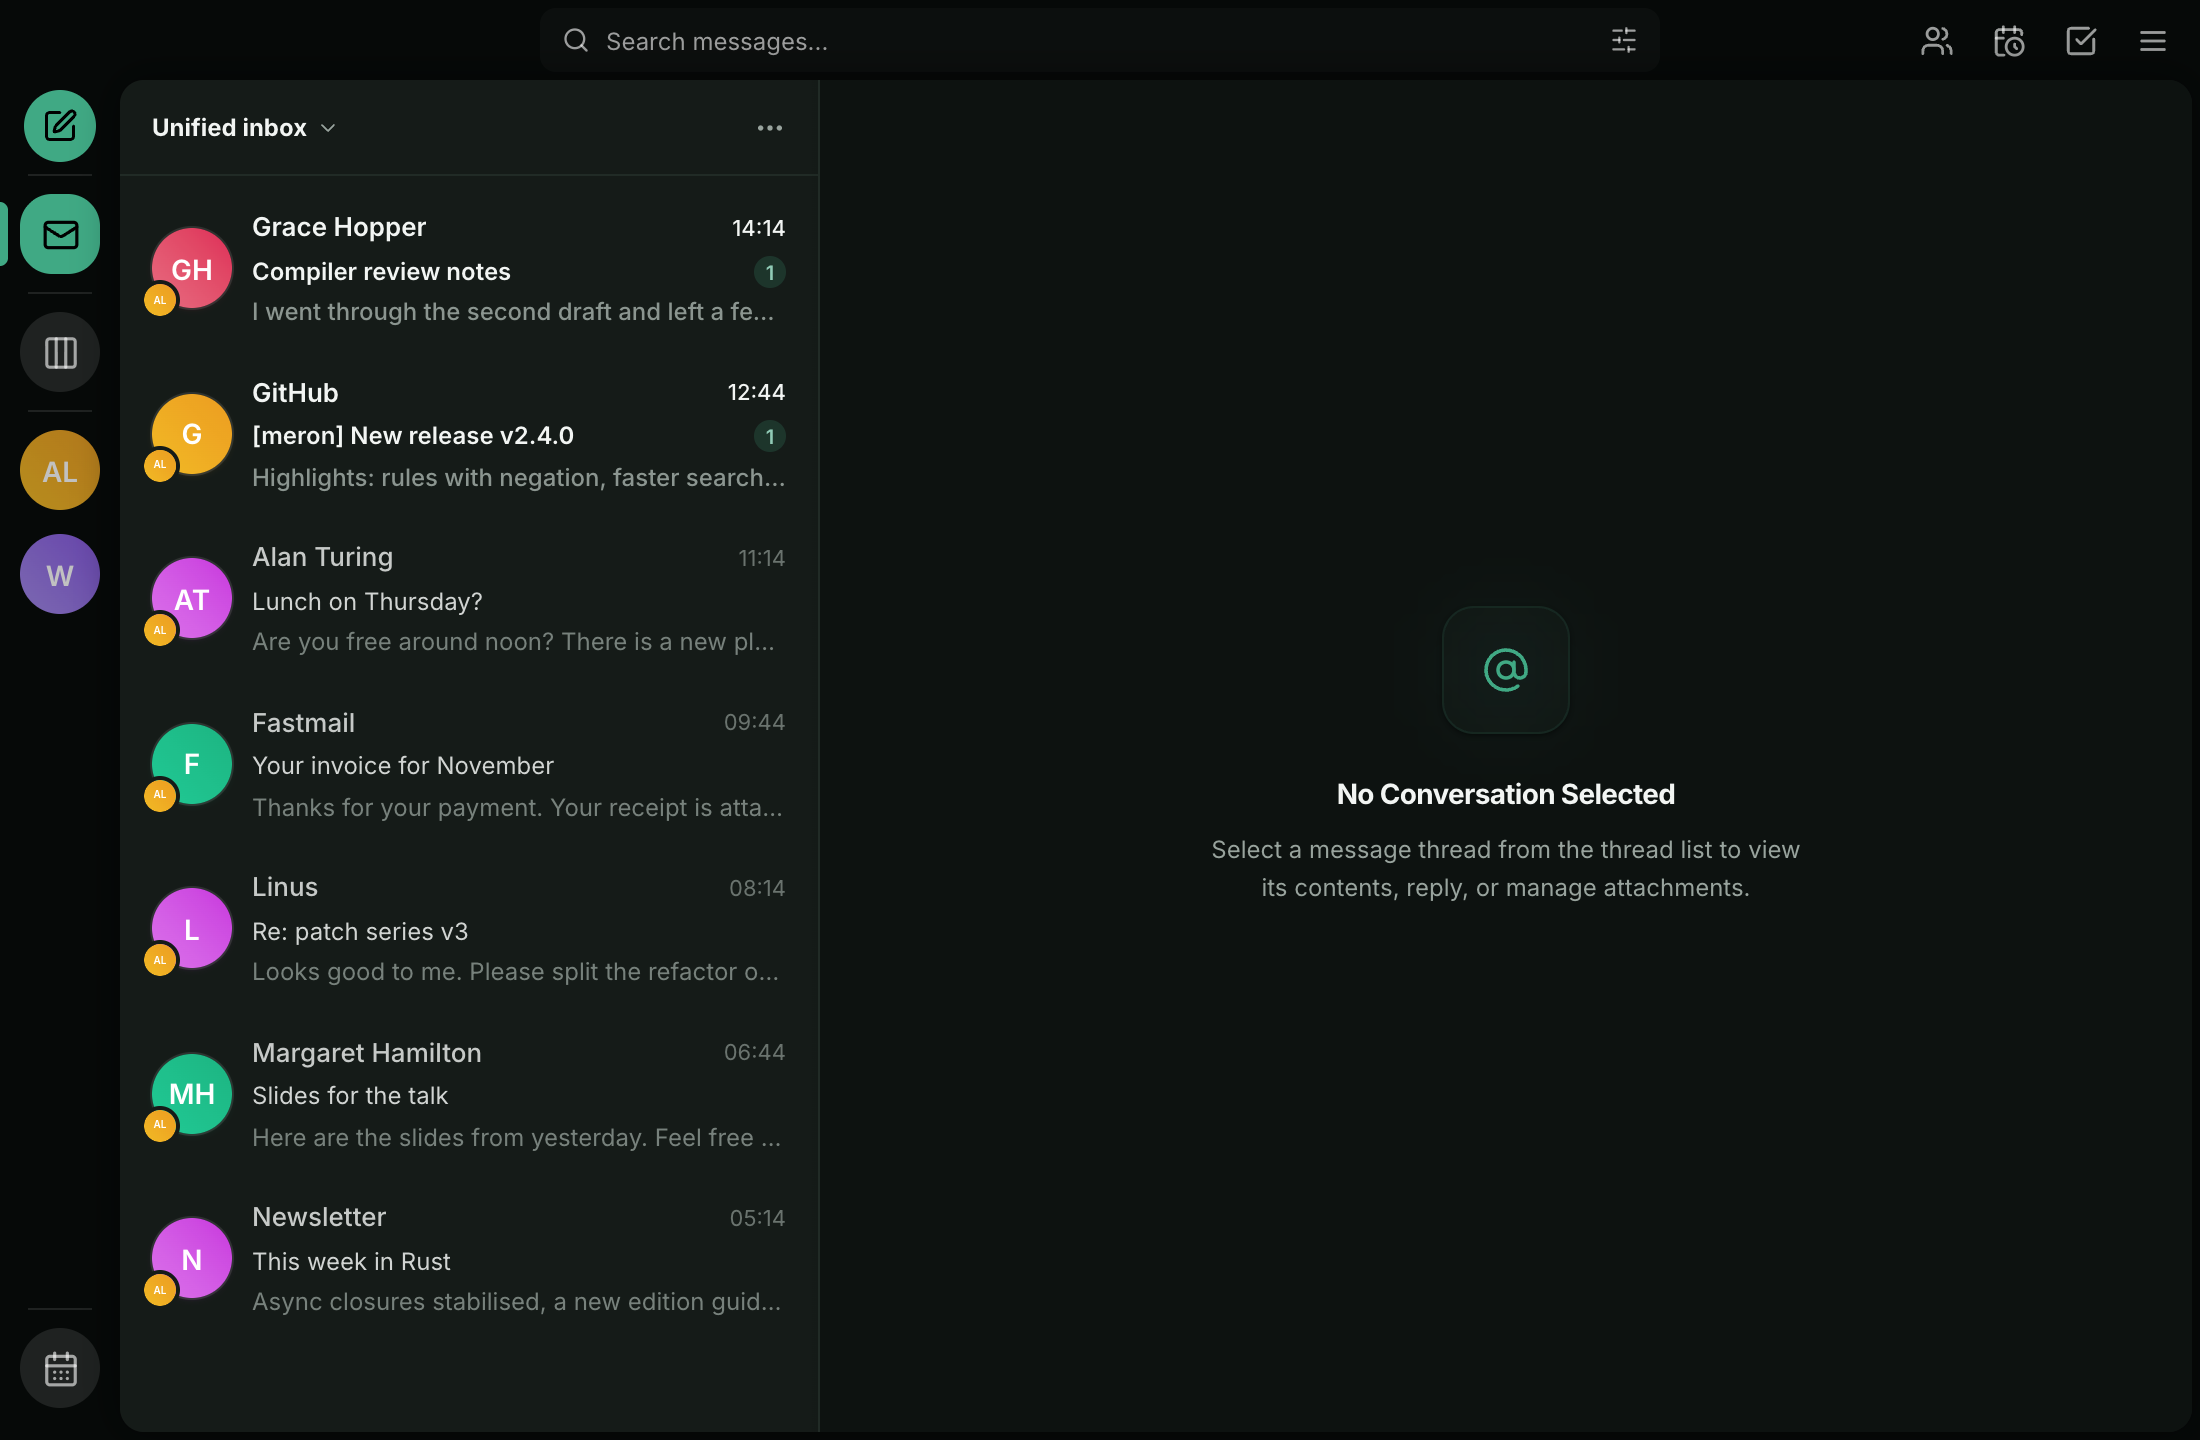 Search messages...
Unified inbox
GH
AL
Grace Hopper
14:14
Compiler review notes
1
I went through the second draft and left a fe...
G
AL
GitHub
12:44
[meron] New release v2.4.0
1
Highlights: rules with negation, faster search...
AL
W
AT
AL
Alan Turing
11:14
Lunch on Thursday?
Are you free around noon? There is a new pl...
F
AL
Fastmail
09:44
Your invoice for November
Thanks for your payment. Your receipt is atta...
L
AL
Linus
08:14
Re: patch series v3
Looks good to me. Please split the refactor o...
MH
AL
Margaret Hamilton
06:44
Slides for the talk
Here are the slides from yesterday. Feel free ...
N
AL
Newsletter
05:14
This week in Rust
Async closures stabilised, a new edition guid...
No Conversation Selected
Select a message thread from the thread list to view
its contents, reply, or manage attachments.